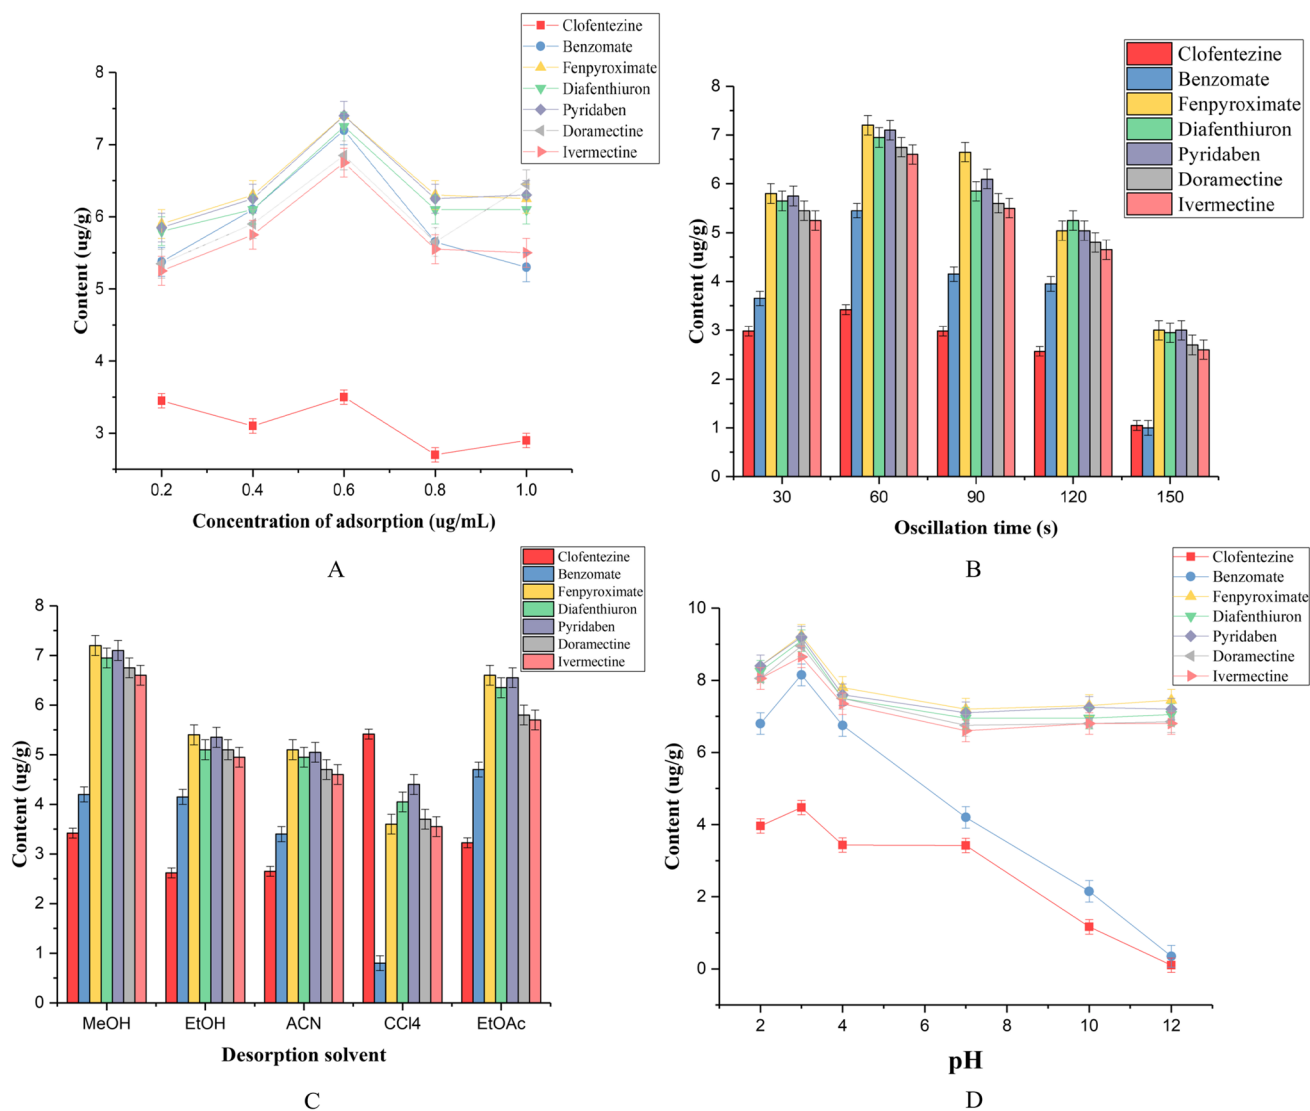 Clofentezine
Benzomate
Fenpyroximate
Diafenthiuron
Pyridaben
Doramectine
Ivermectine
8
7
6
5
4
3
Content (ug/g)
0.2 0.4 0.6 0.8 1.0
Concentration of adsorption (ug/mL)
A
Clofentezine
Benzomate
Fenpyroximate
Diafenthiuron
Pyridaben
Doramectine
Ivermectine
8
7
6
5
4
3
2
1
0
Content (ug/g)
30 60 90 120 150
Oscillation time (s)
B
Clofentezine
Benzomate
Fenpyroximate
Diafenthiuron
Pyridaben
Doramectine
Ivermectine
8
7
6
5
4
3
2
1
0
Content (ug/g)
MeOH EtOH ACN CCl4 EtOAc
Desorption solvent
C
Clofentezine
Benzomate
Fenpyroximate
Diafenthiuron
Pyridaben
Doramectine
Ivermectine
10
8
6
4
2
0
Content (ug/g)
2 4 6 8 10 12
pH
D